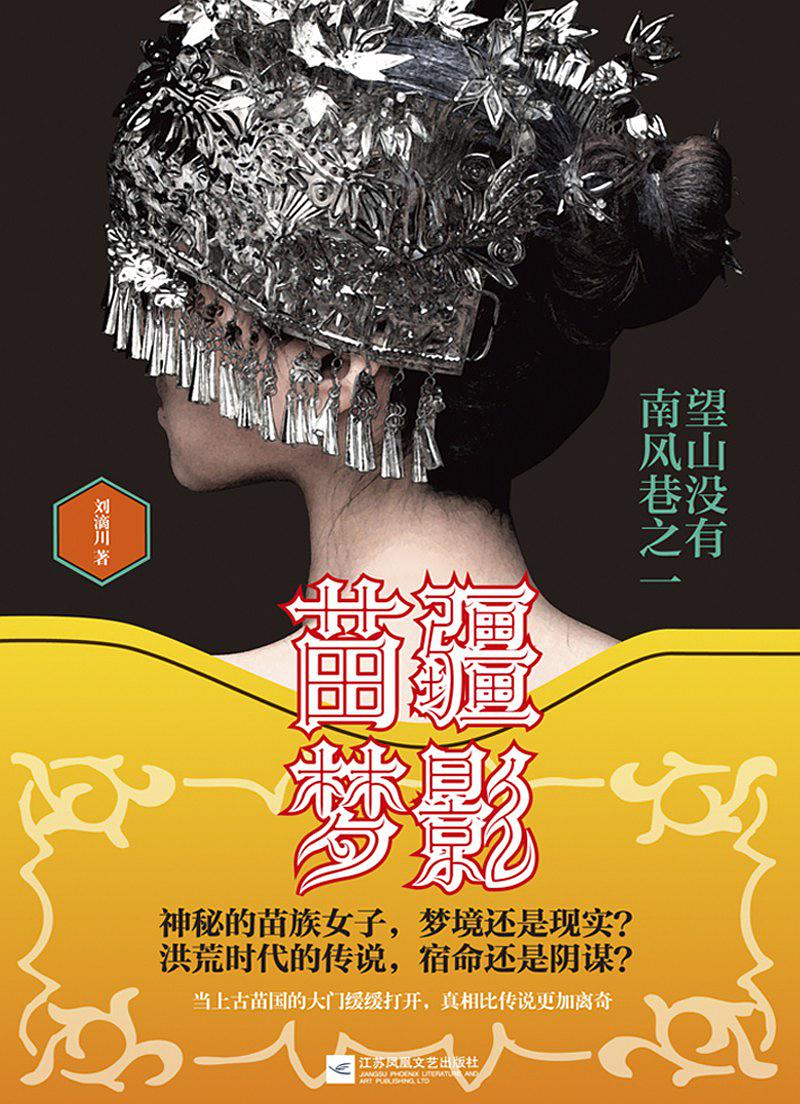 望山没有
南风巷之一
刘滴川 著
苗疆
梦影
神秘的苗族女子，梦境还是现实？
洪荒时代的传说，宿命还是阴谋？
当上古苗国的大门缓缓打开，真相比传说更加离奇
江苏凤凰文艺出版社
JIANGSU PHOENIX LITERATURE AND
ART PUBLISHING, LTD